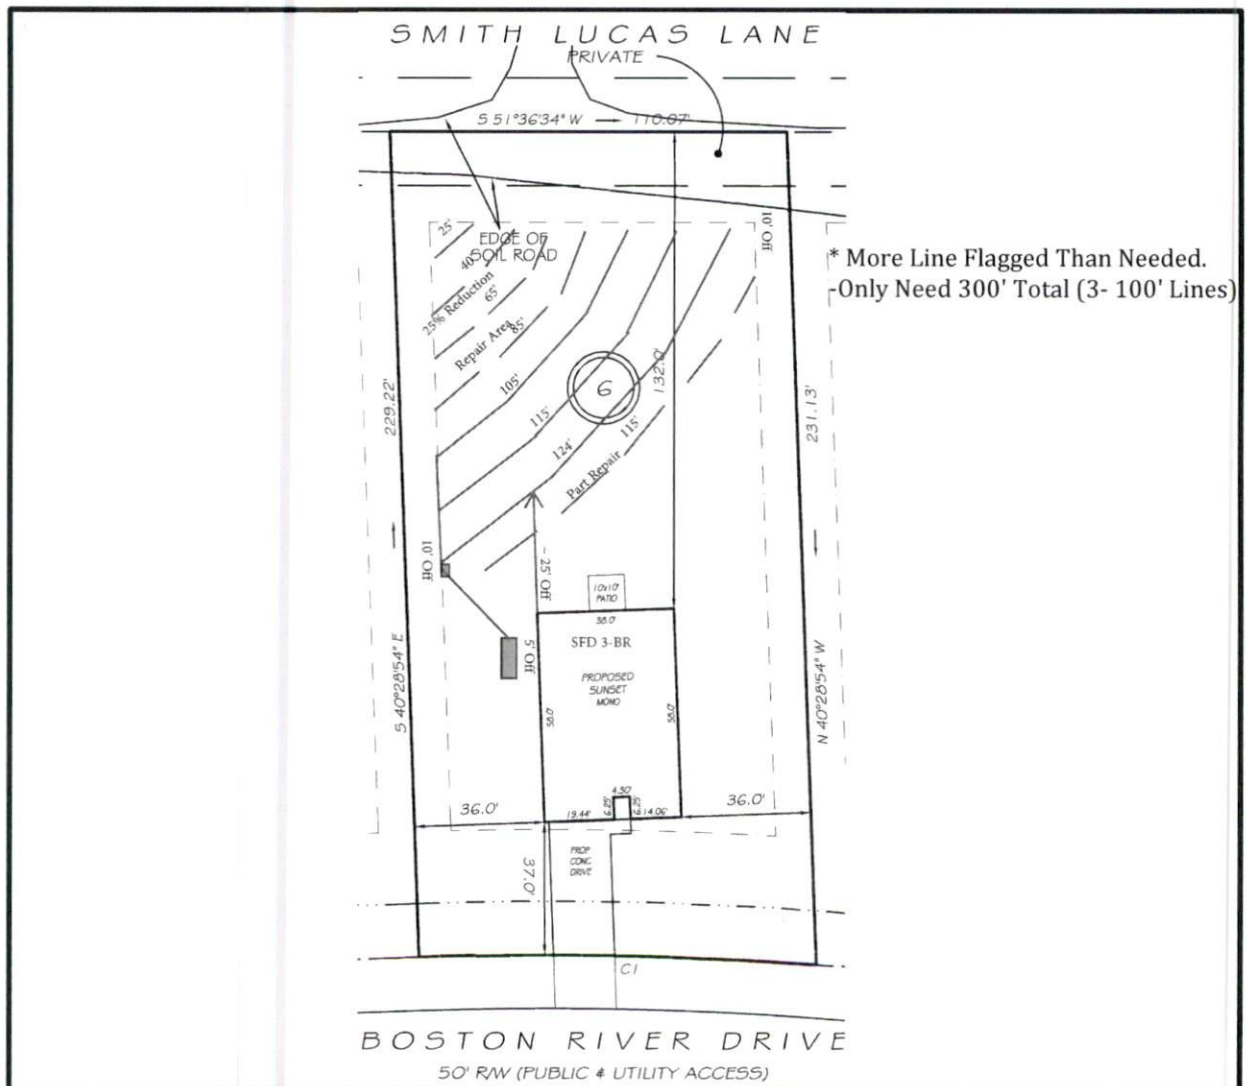 SMITH LUCAS LANE
PRIVATE
S 51°36'34" W 110.07'
10' Off
25'
EDGE OF
SOIL ROAD
40'
25% Reduction
65'
Repair Area
85'
* More Line Flagged Than Needed.
-Only Need 300' Total (3- 100' Lines)
105'
6
132.0'
115'
124'
115'
Part Repair
229.22'
231.13'
10' Off
~ 25' Off
10x10'
PATIO
38.0'
5' Off
SFD 3-BR
PROPOSED
SUNSET
MONO
S 40°28'54" E
N 40°28'54" W
58.0'
58.0'
4.50'
6.25'
6.25'
19.44'
14.06'
36.0'
36.0'
37.0'
PROP
CONC
DRIVE
C1
BOSTON RIVER DRIVE
50' R/W (PUBLIC & UTILITY ACCESS)